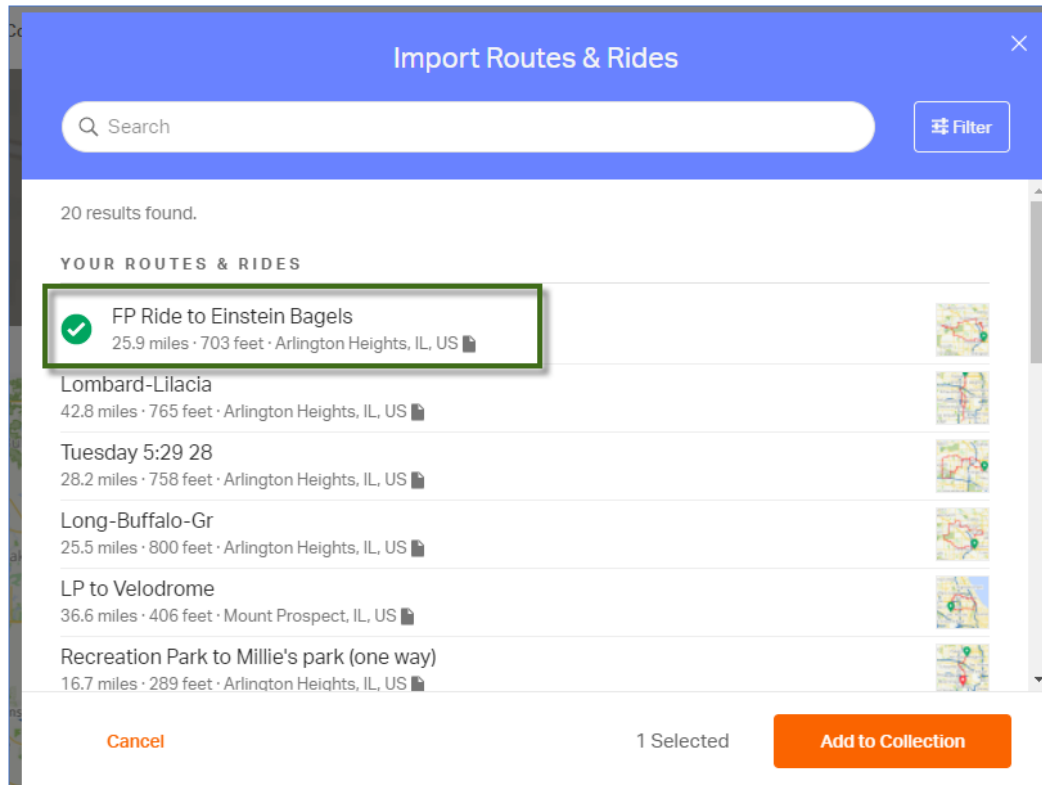 Import Routes & Rides
Search
Filter
20 results found.
YOUR ROUTES & RIDES
FP Ride to Einstein Bagels
25.9 miles · 703 feet · Arlington Heights, IL, US
Lombard-Lilacia
42.8 miles · 765 feet · Arlington Heights, IL, US
Tuesday 5:29 28
28.2 miles · 758 feet · Arlington Heights, IL, US
Long-Buffalo-Gr
25.5 miles · 800 feet · Arlington Heights, IL, US
LP to Velodrome
36.6 miles · 406 feet · Mount Prospect, IL, US
Recreation Park to Millie's park (one way)
16.7 miles · 289 feet · Arlington Heights, IL, US
Cancel
1 Selected
Add to Collection